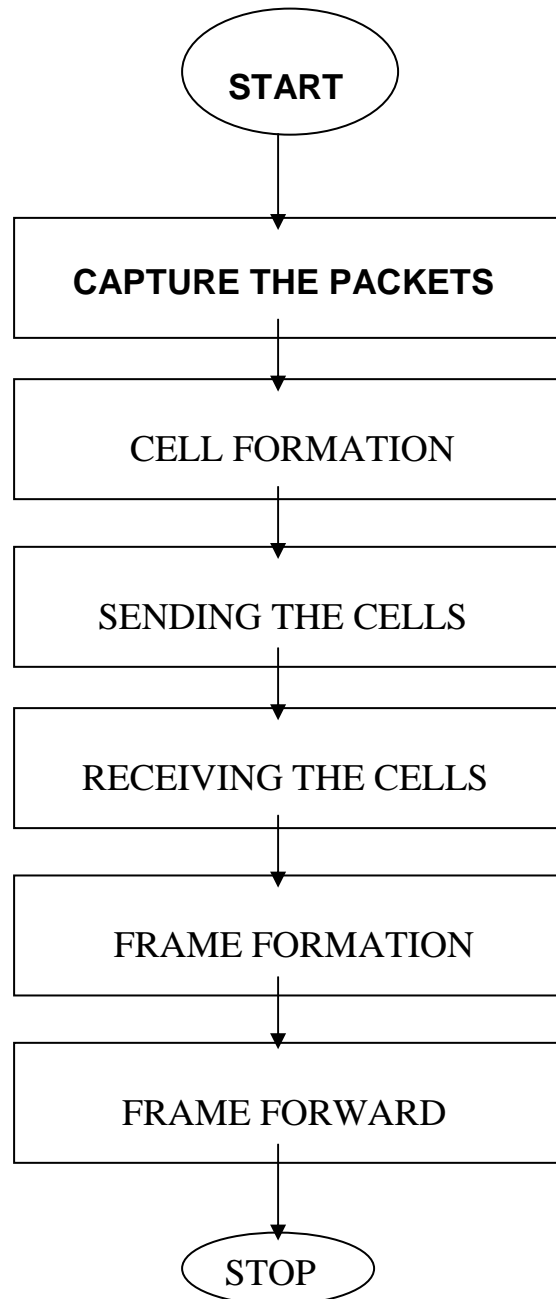 START
CAPTURE THE PACKETS
CELL FORMATION
SENDING THE CELLS
RECEIVING THE CELLS
FRAME FORMATION
FRAME FORWARD
STOP